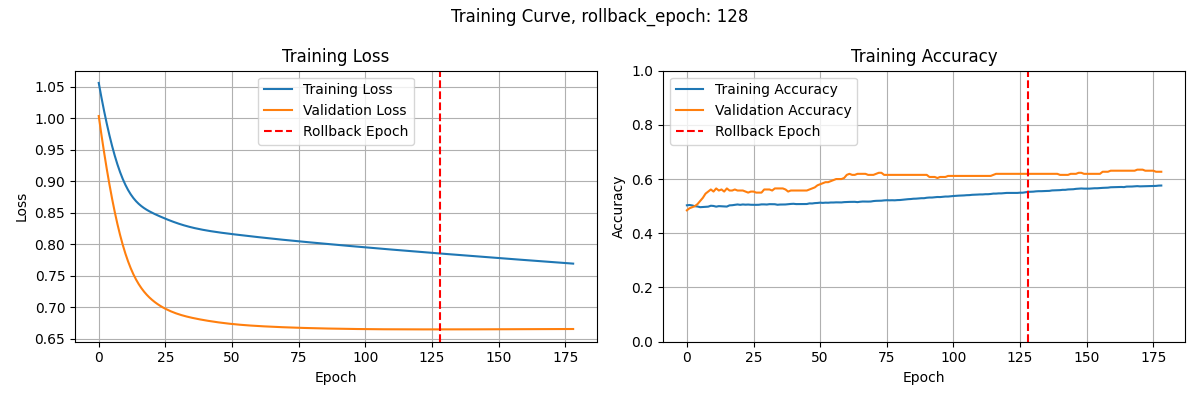 Training Curve, rollback_epoch: 128
Training Loss
Training Loss
Validation Loss
Rollback Epoch
1.05
1.00
0.95
0.90
0.85
0.80
0.75
0.70
0.65
Loss
0 25 50 75 100 125 150 175
Epoch
Training Accuracy
Training Accuracy
Validation Accuracy
Rollback Epoch
1.0
0.8
0.6
0.4
0.2
0.0
Accuracy
0 25 50 75 100 125 150 175
Epoch